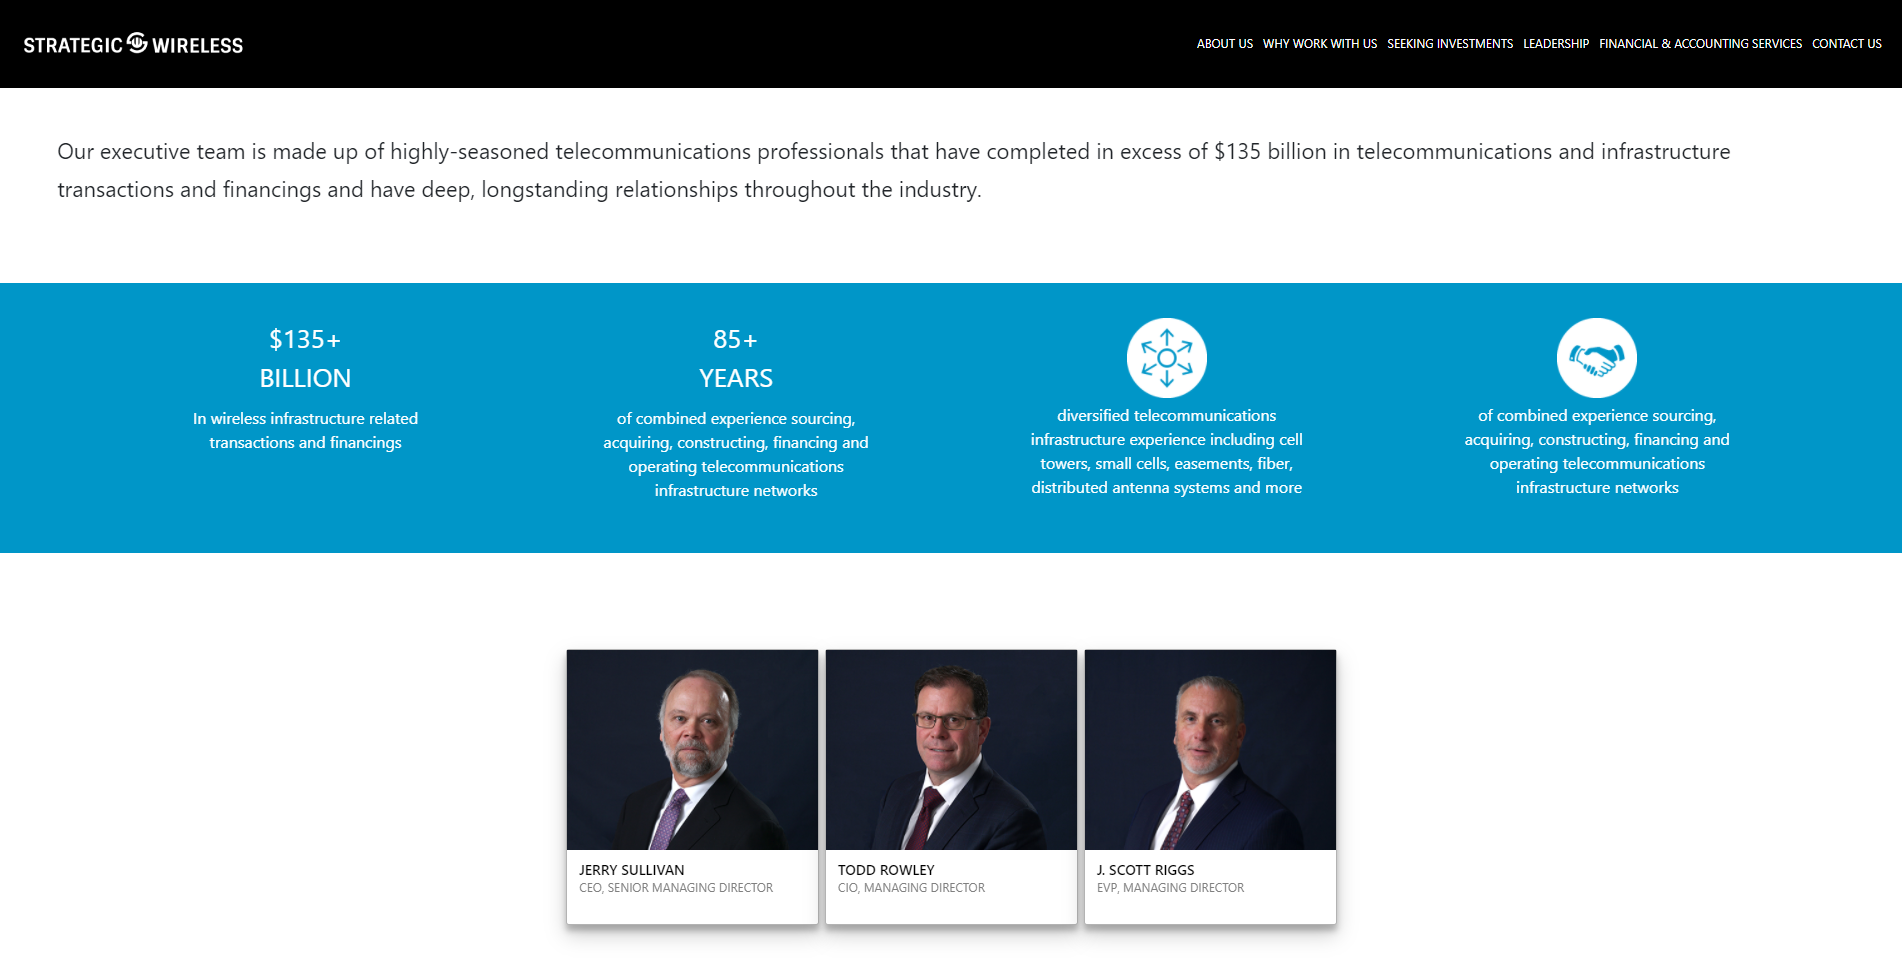 STRATEGIC WIRELESS
ABOUT US WHY WORK WITH US SEEKING INVESTMENTS LEADERSHIP FINANCIAL & ACCOUNTING SERVICES CONTACT US
Our executive team is made up of highly-seasoned telecommunications professionals that have completed in excess of $135 billion in telecommunications and infrastructure
transactions and financings and have deep, longstanding relationships throughout the industry.
$135+
BILLION
In wireless infrastructure related
transactions and financings
85+
YEARS
of combined experience sourcing,
acquiring, constructing, financing and
operating telecommunications
infrastructure networks
diversified telecommunications
infrastructure experience including cell
towers, small cells, easements, fiber,
distributed antenna systems and more
of combined experience sourcing,
acquiring, constructing, financing and
operating telecommunications
infrastructure networks
JERRY SULLIVAN
CEO, SENIOR MANAGING DIRECTOR
TODD ROWLEY
CIO, MANAGING DIRECTOR
J. SCOTT RIGGS
EVP, MANAGING DIRECTOR